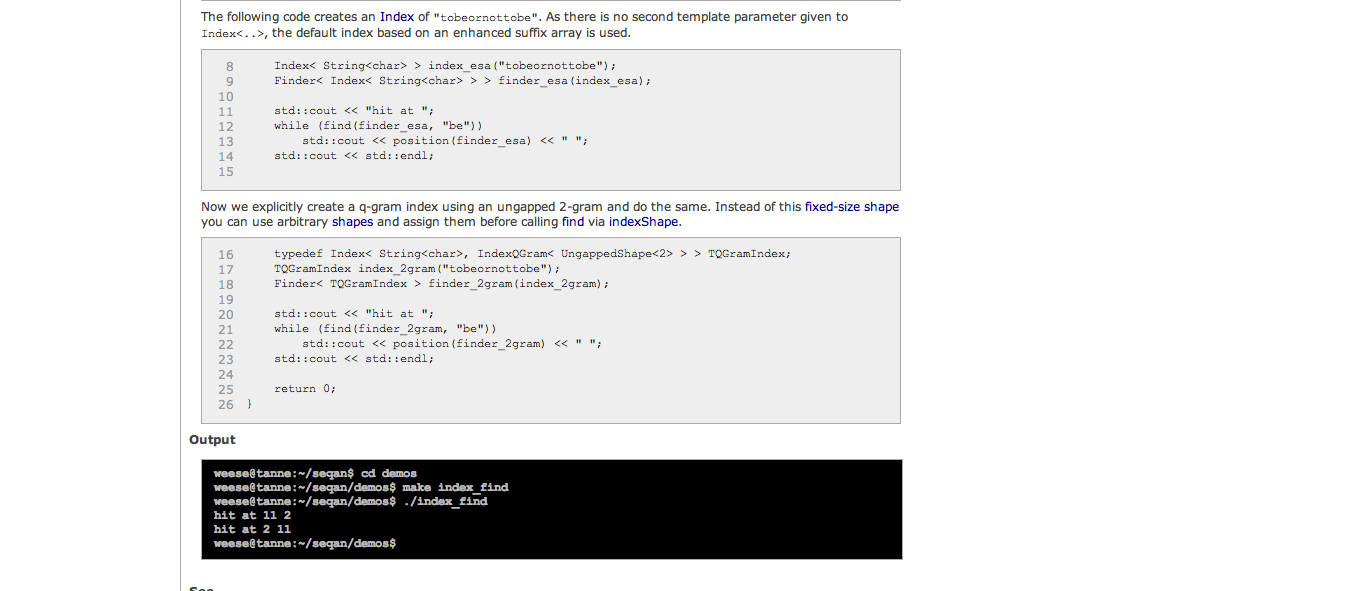 The following code creates an Index of "tobeornottobe". As there is no second template parameter given to
Index<..>, the default index based on an enhanced suffix array is used.
8 Index< String<char> > index_esa("tobeornottobe");
9 Finder< Index< String<char> > > finder_esa(index_esa);
10
11 std::cout << "hit at ";
12 while (find(finder_esa, "be"))
13 std::cout << position(finder_esa) << " ";
14 std::cout << std::endl;
15
Now we explicitly create a q-gram index using an ungapped 2-gram and do the same. Instead of this fixed-size shape
you can use arbitrary shapes and assign them before calling find via indexShape.
16 typedef Index< String<char>, IndexQGram< UngappedShape<2> > > TQGramIndex;
17 TQGramIndex index_2gram("tobeornottobe");
18 Finder< TQGramIndex > finder_2gram(index_2gram);
19
20 std::cout << "hit at ";
21 while (find(finder_2gram, "be"))
22 std::cout << position(finder_2gram) << " ";
23 std::cout << std::endl;
24
25 return 0;
26 }
Output
weese@tanne:~/seqan$ cd demos
weese@tanne:~/seqan/demos$ make index_find
weese@tanne:~/seqan/demos$ ./index_find
hit at 11 2
hit at 2 11
weese@tanne:~/seqan/demos$